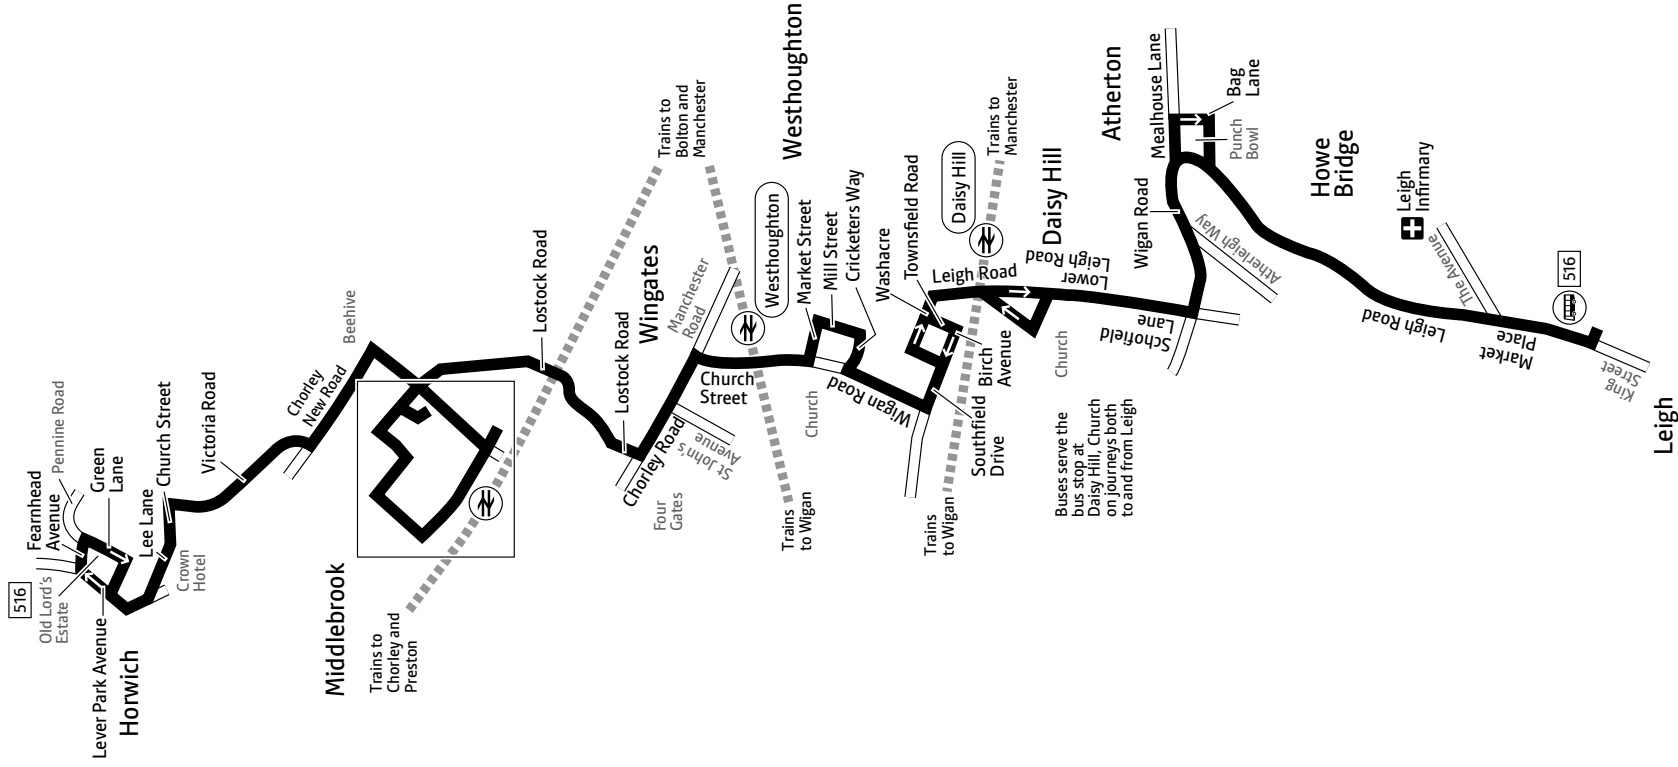 516
Old Lord's
Estate
Fearnhead
Avenue
Pennine Road
Green
Lane
Lever Park Avenue
Horwich
Lee Lane
Church Street
Crown
Hotel
Victoria Road
Chorley
New Road
Beehive
Middlebrook
Trains to
Chorley and
Preston
Lostock Road
Lostock Road
Wingates
Chorley Road
Four
Gates
St John's
Avenue
Manchester
Road
Trains to
Bolton and
Manchester
Church
Street
Westhoughton
Westhoughton
Trains
to Wigan
Church
Market Street
Mill Street
Cricketers Way
Wigan Road
Washacre
Townsfield Road
Southfield
Drive
Birch
Avenue
Trains
to Wigan
Leigh Road
Daisy Hill
Trains to
Manchester
Daisy Hill
Lower
Leigh Road
Church
Buses serve the
bus stop at
Daisy Hill, Church
on journeys both
to and from Leigh
Schofield
Lane
Wigan Road
Atherleigh Way
Atherton
Mealhouse Lane
Bag
Lane
Punch
Bowl
Howe
Bridge
Leigh
Infirmary
The Avenue
Leigh Road
Market
Place
516
King
Street
Leigh